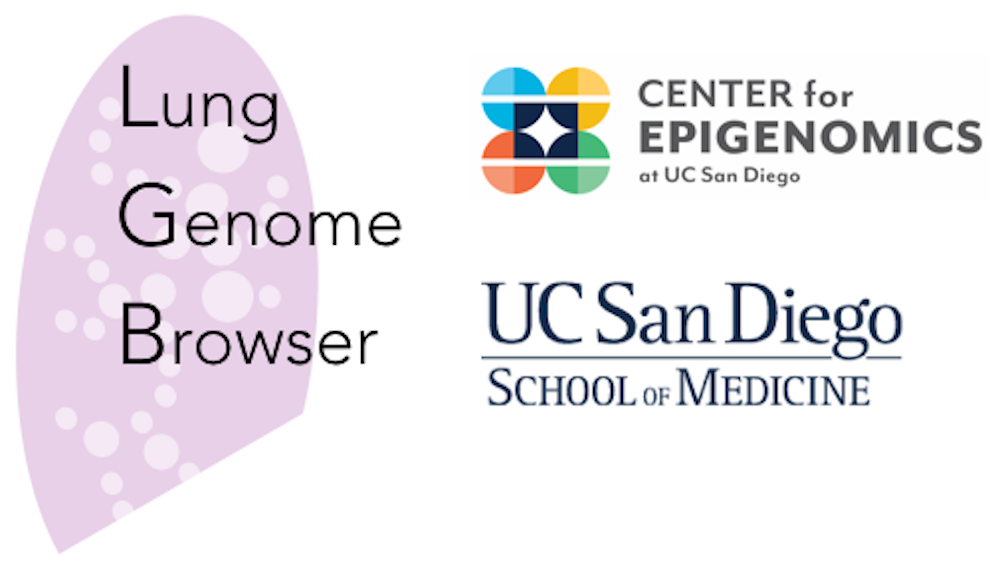 Lung
Genome
Browser
CENTER for
EPIGENOMICS
at UC San Diego
UC San Diego
SCHOOL OF MEDICINE